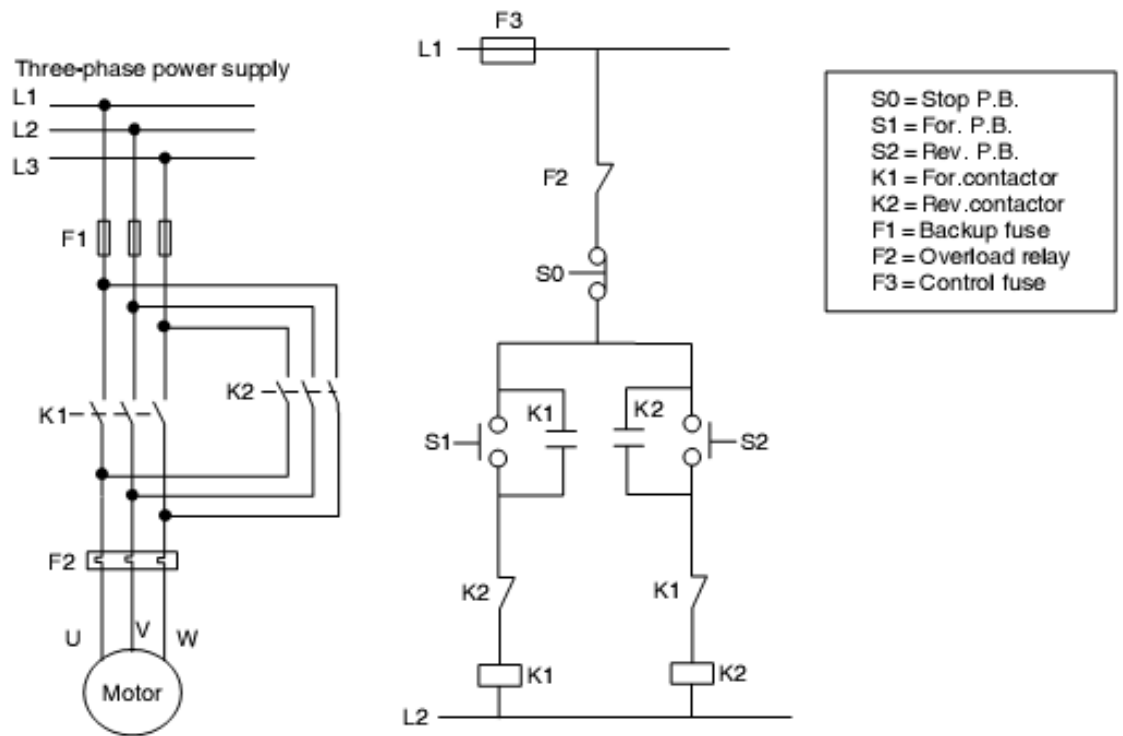 Three-phase power supply
L1
L2
L3
F1
K1
K2
F2
U
V
W
Motor
F3
L1
F2
S0
S1
K1
K2
S2
K2
K1
K1
K2
L2
S0 = Stop P.B.
S1 = For. P.B.
S2 = Rev. P.B.
K1 = For.contactor
K2 = Rev.contactor
F1 = Backup fuse
F2 = Overload relay
F3 = Control fuse